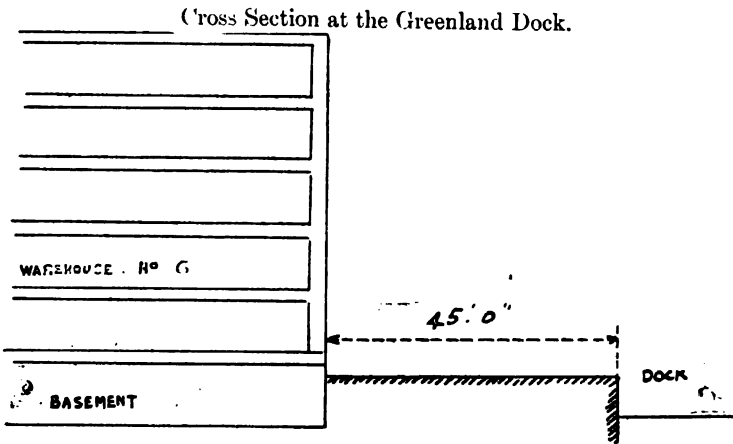 Cross Section at the Greenland Dock.
WAREHOUSE. No 6
45'.0"
DOCK
BASEMENT